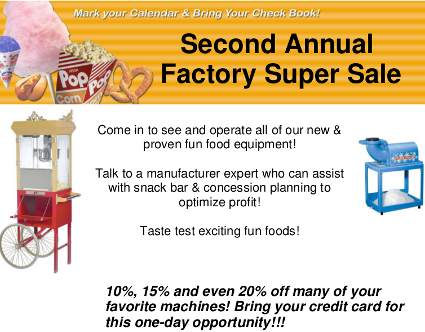 Mark your Calendar & Bring Your Check Book!
Second Annual
Factory Super Sale
Pop
Pop
Corn
Come in to see and operate all of our new &
proven fun food equipment!
Talk to a manufacturer expert who can assist
with snack bar & concession planning to
optimize profit!
Taste test exciting fun foods!
10%, 15% and even 20% off many of your
favorite machines! Bring your credit card for
this one-day opportunity!!!